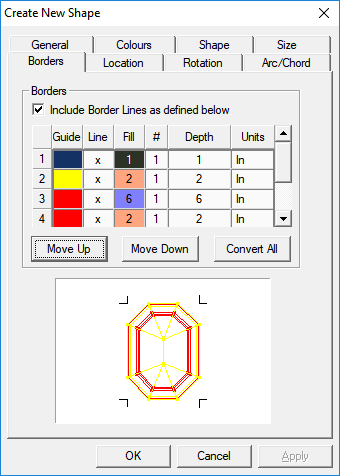 Create New Shape
General Colours Shape Size
Borders Location Rotation Arc/Chord
Borders
Include Border Lines as defined below
Guide Line Fill # Depth Units
1 x 1 1 1 In
2 x 2 1 2 In
3 x 6 1 6 In
4 x 2 1 2 In
Move Up Move Down Convert All
OK Cancel Apply